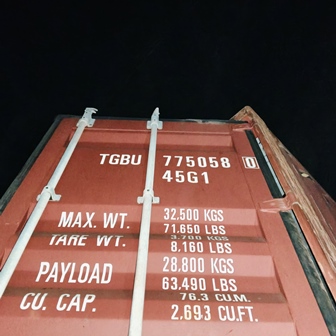 TGBU 775058 0
45G1
MAX. WT. 32,500 KGS
71,650 LBS
TARE WT. 3,700 KGS
8,160 LBS
PAYLOAD 28,800 KGS
63,490 LBS
CU. CAP. 76.3 CU.M.
2,693 CU.FT.